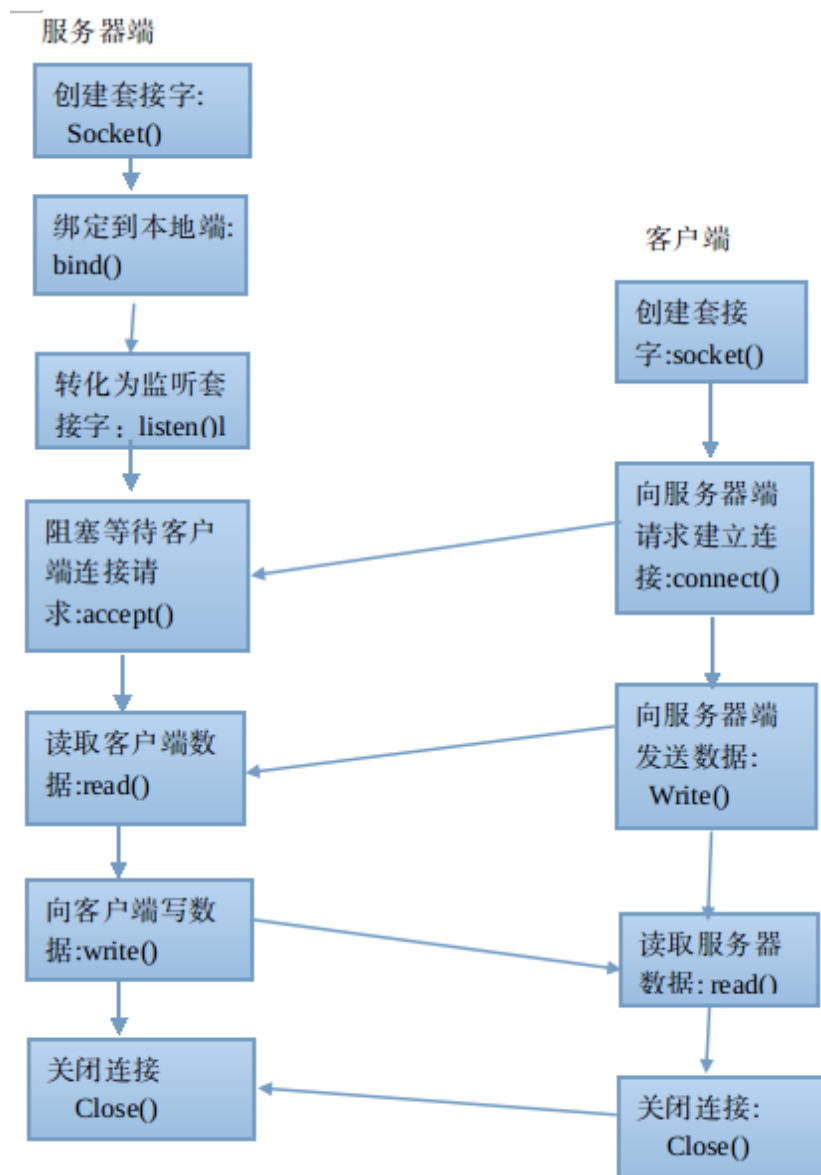 服务器端
创建套接字:
Socket()
绑定到本地端:
bind()
转化为监听套
接字：listen()l
阻塞等待客户
端连接请
求:accept()
读取客户端数
据:read()
向客户端写数
据:write()
关闭连接
Close()
客户端
创建套接
字:socket()
向服务器端
请求建立连
接:connect()
向服务器端
发送数据:
Write()
读取服务器
数据: read()
关闭连接:
Close()